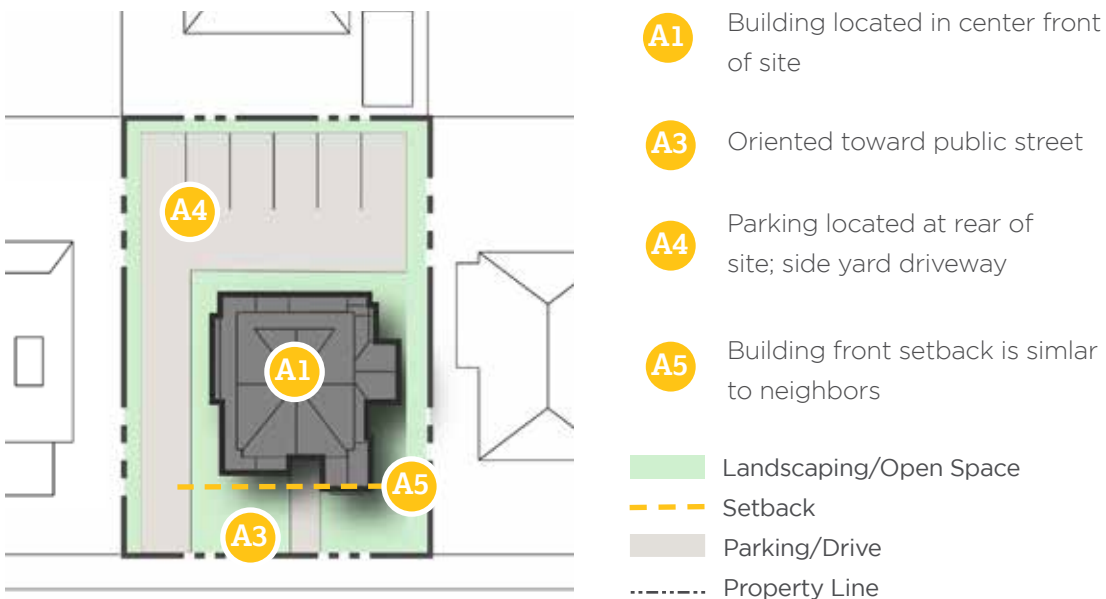 A1
Building located in center front
of site
A3
Oriented toward public street
A4
Parking located at rear of
site; side yard driveway
A5
Building front setback is simlar
to neighbors
Landscaping/Open Space
Setback
Parking/Drive
Property Line
A4
A1
A5
A3